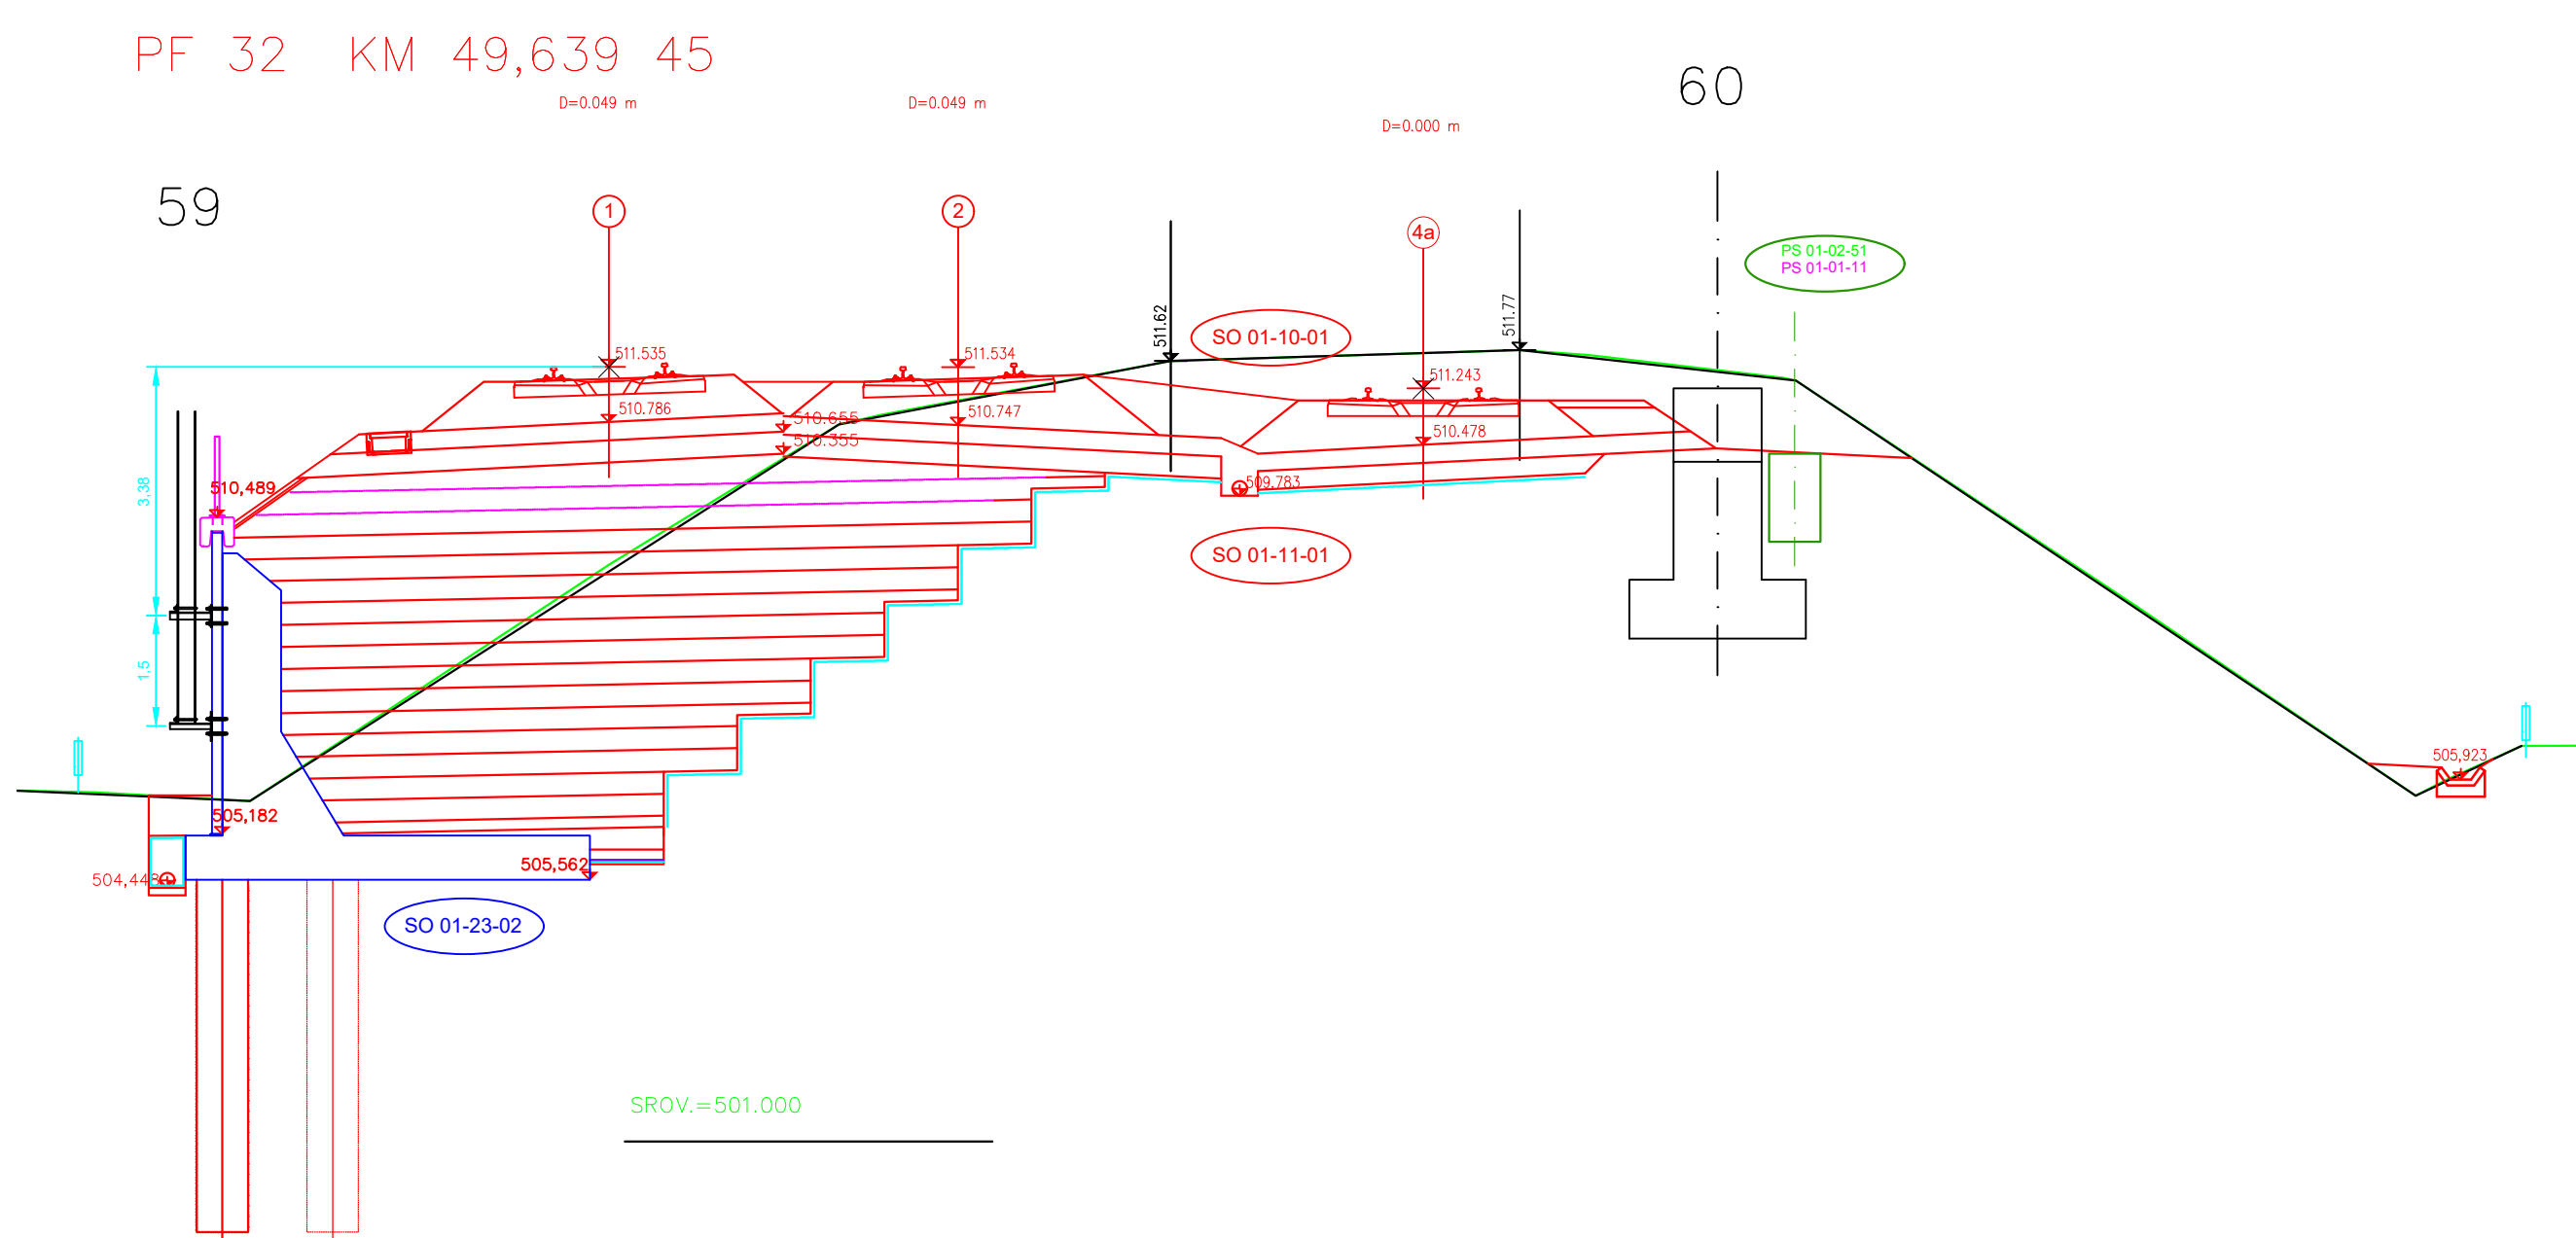 PF 32 KM 49,639 45
D=0.049 m
D=0.049 m
D=0.000 m
60
59
1
2
4a
PS 01-02-51
PS 01-01-11
511.62
511.77
SO 01-10-01
511.535
511.534
511.243
510.786
510.747
510.655
510.355
510.478
3,38
510,489
509.783
SO 01-11-01
1,5
505,923
505,182
505,562
SO 01-23-02
SROV.=501.000